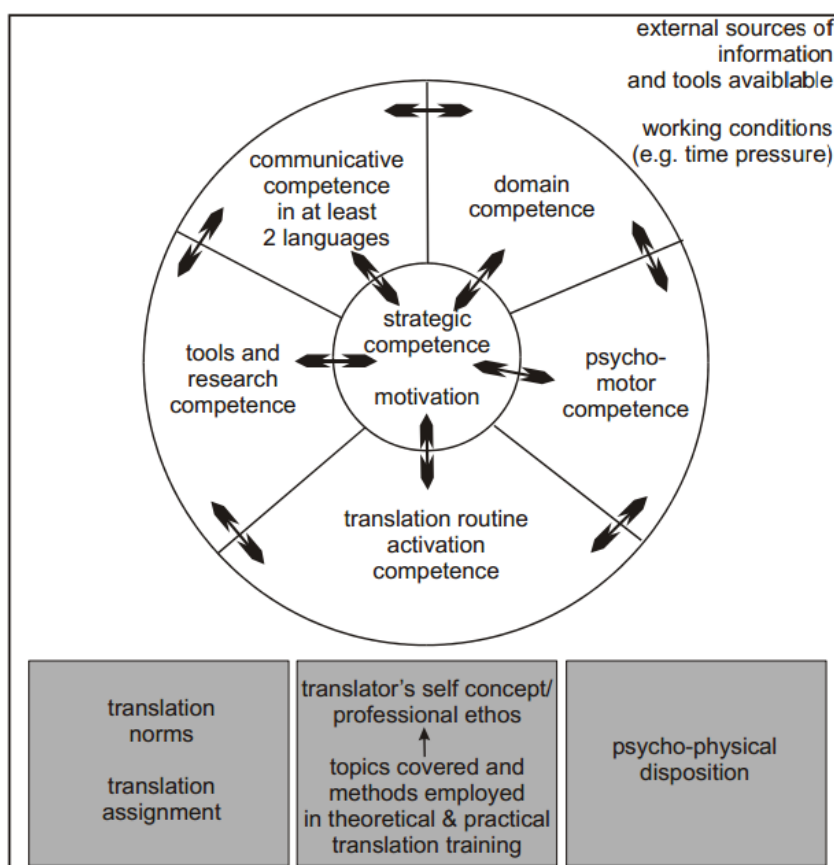 external sources of
information
and tools avaiblable
working conditions
(e.g. time pressure)
communicative
competence
in at least
2 languages
domain
competence
strategic
competence
motivation
tools and
research
competence
psycho-
motor
competence
translation routine
activation
competence
translation
norms
translation
assignment
translator's self concept/
professional ethos
topics covered and
methods employed
in theoretical & practical
translation training
psycho-physical
disposition